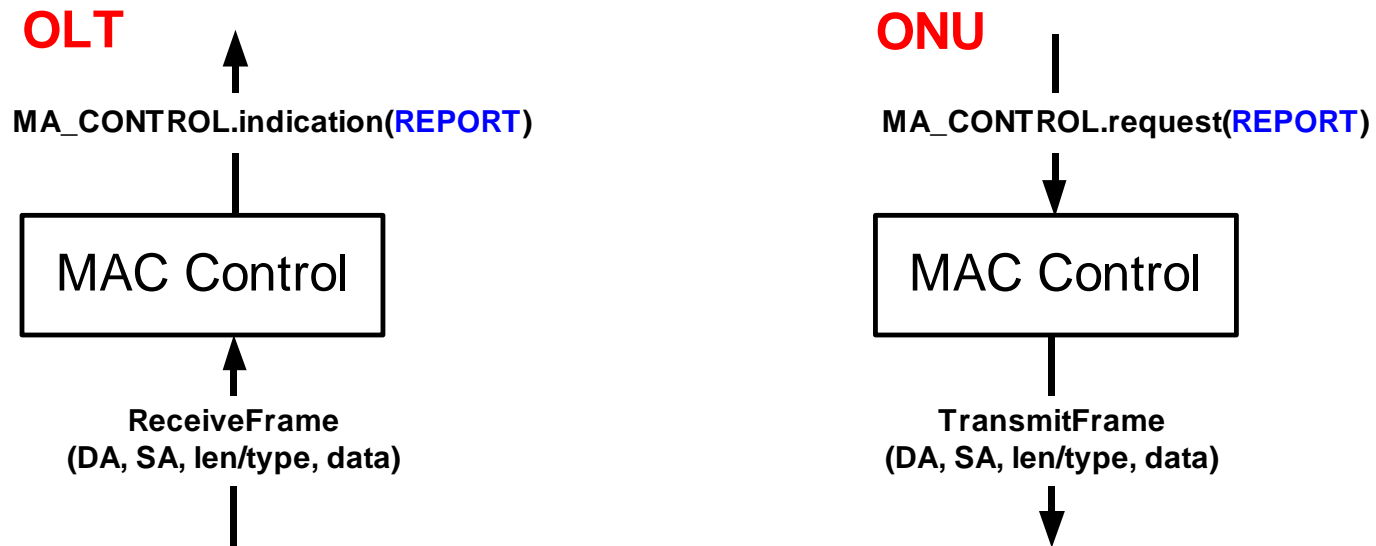 OLT
MA_CONTROL.indication(REPORT)
MAC Control
ReceiveFrame
(DA, SA, len/type, data)
ONU
MA_CONTROL.request(REPORT)
MAC Control
TransmitFrame
(DA, SA, len/type, data)